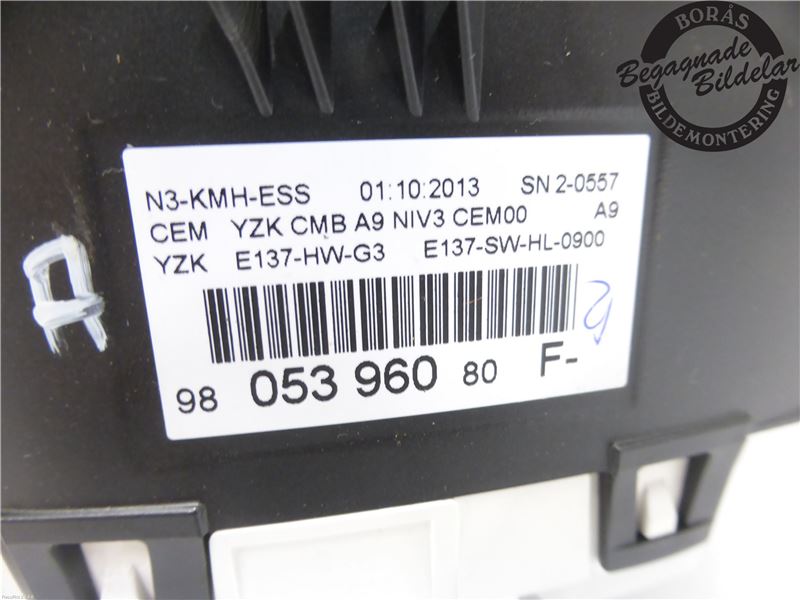 BORÅS
Begagnade
Bildelar
BILDEMONTERING
N3-KMH-ESS 01:10:2013 SN 2-0557
CEM YZK CMB A9 NIV3 CEM00 A9
YZK E137-HW-G3 E137-SW-HL-0900
98 053 960 80 F-